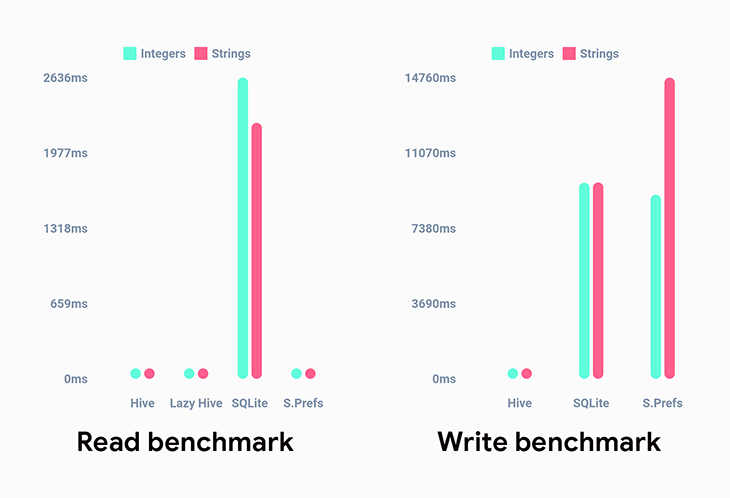 Integers Strings
2636ms
1977ms
1318ms
659ms
0ms
Hive Lazy Hive SQLite S.Prefs
Read benchmark
Integers Strings
14760ms
11070ms
7380ms
3690ms
0ms
Hive SQLite S.Prefs
Write benchmark